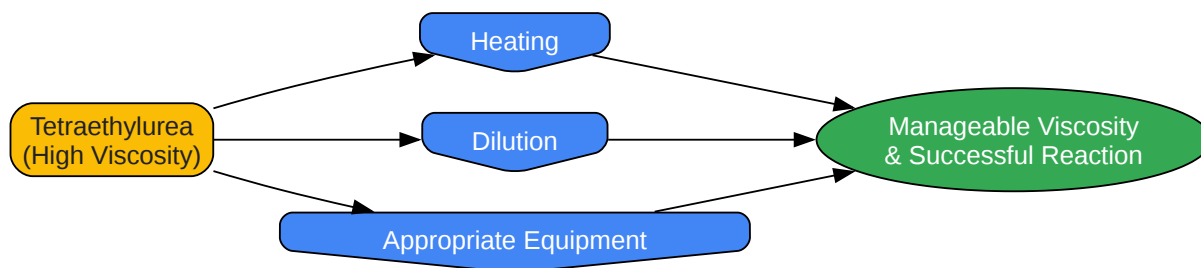 Heating
Tetraethylurea
(High Viscosity)
Dilution
Manageable Viscosity
& Successful Reaction
Appropriate Equipment